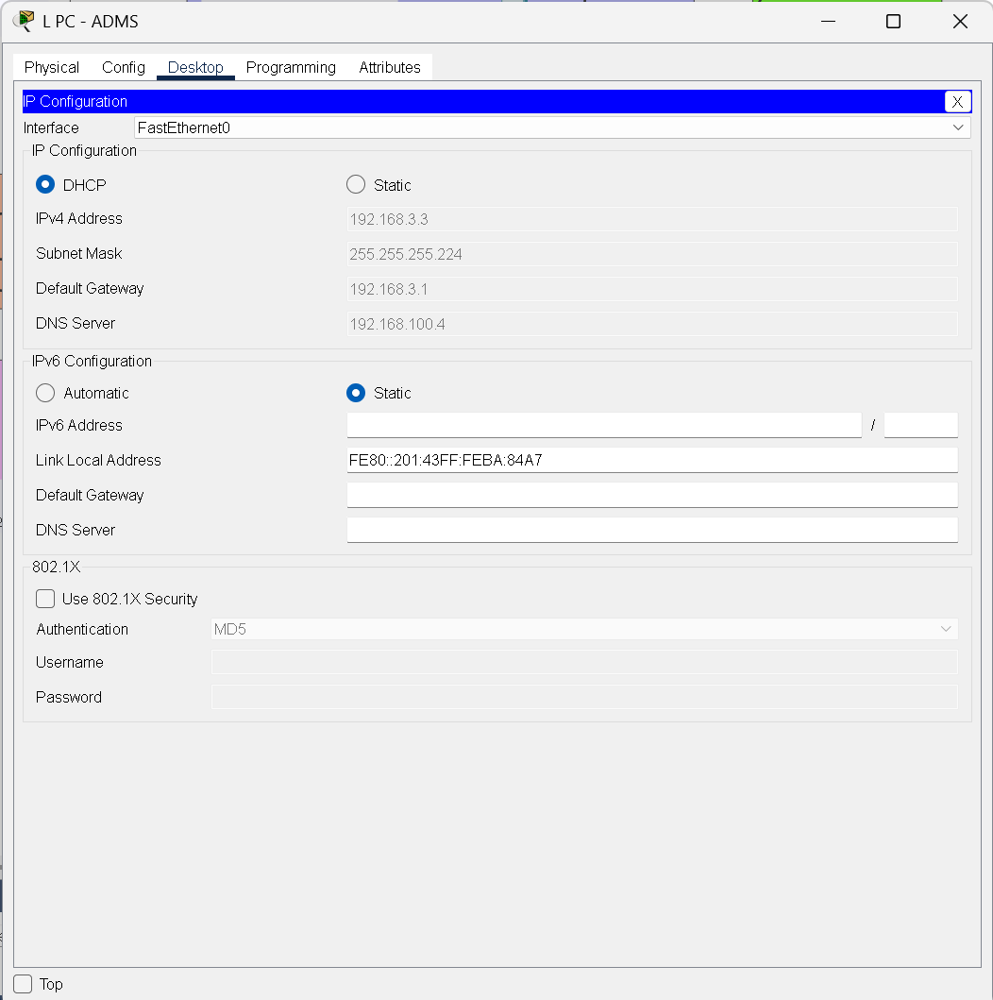 L PC - ADMS
Physical Config Desktop Programming Attributes
IP Configuration X
Interface FastEthernet0
IP Configuration
DHCP Static
IPv4 Address 192.168.3.3
Subnet Mask 255.255.255.224
Default Gateway 192.168.3.1
DNS Server 192.168.100.4
IPv6 Configuration
Automatic Static
IPv6 Address /
Link Local Address FE80::201:43FF:FEBA:84A7
Default Gateway
DNS Server
802.1X
Use 802.1X Security
Authentication MD5
Username
Password
Top